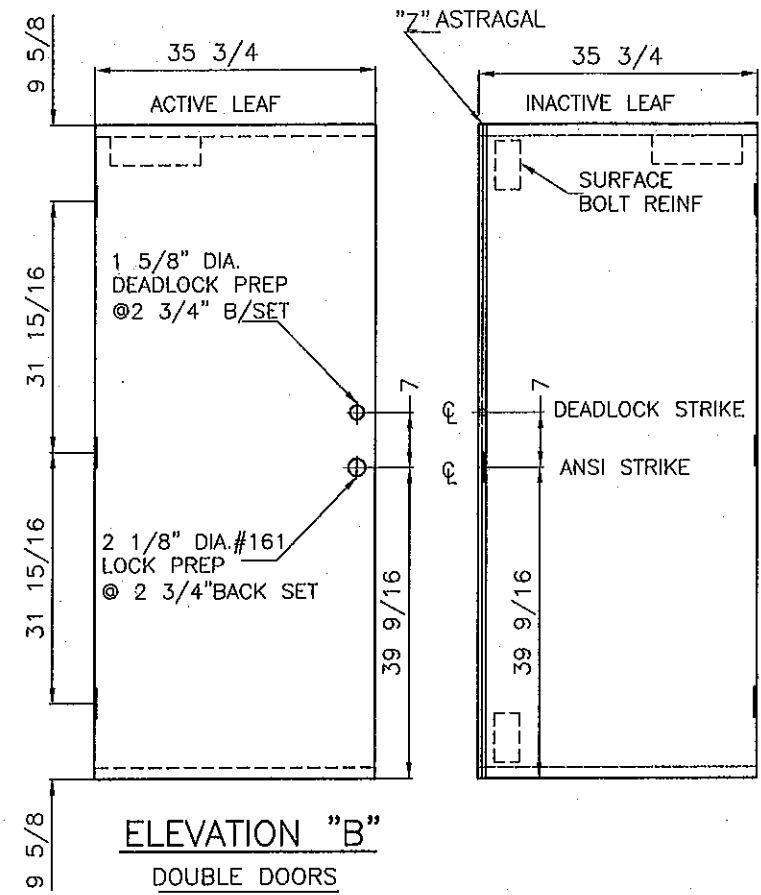 "Z" ASTRAGAL
9 5/8
35 3/4
35 3/4
ACTIVE LEAF
INACTIVE LEAF
SURFACE
BOLT REINF
1 5/8" DIA.
DEADLOCK PREP
@2 3/4" B/SET
31 15/16
7
℄
7
DEADLOCK STRIKE
℄
ANSI STRIKE
2 1/8" DIA.#161
LOCK PREP
@ 2 3/4"BACK SET
31 15/16
39 9/16
39 9/16
9 5/8
ELEVATION "B"
DOUBLE DOORS